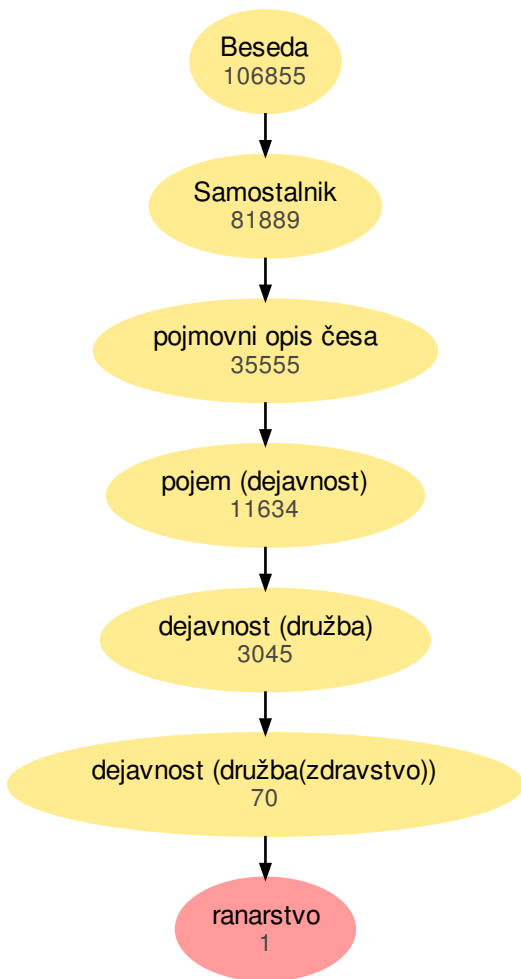 Beseda
106855
Samostalnik
81889
pojmovni opis česa
35555
pojem (dejavnost)
11634
dejavnost (družba)
3045
dejavnost (družba(zdravstvo))
70
ranarstvo
1